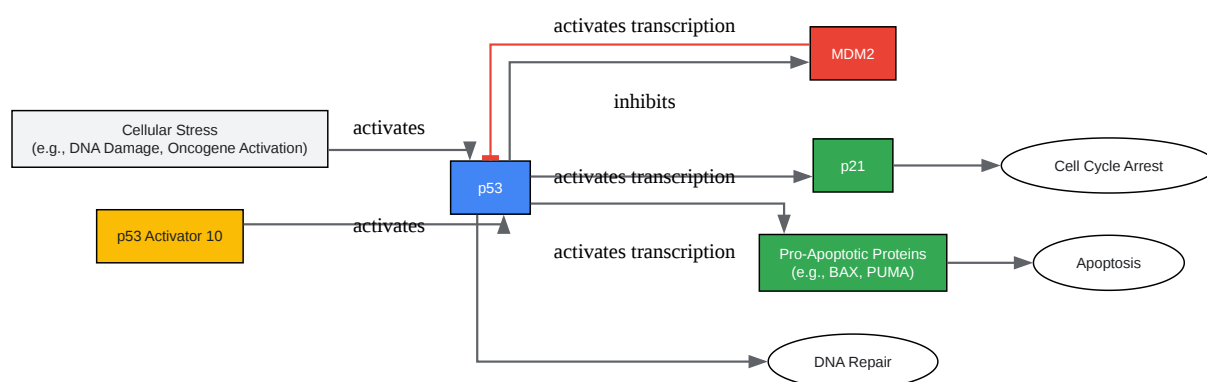 activates transcription
MDM2
inhibits
Cellular Stress
(e.g., DNA Damage, Oncogene Activation)
activates
p53
activates transcription
p21
Cell Cycle Arrest
p53 Activator 10
activates
activates transcription
Pro-Apoptotic Proteins
(e.g., BAX, PUMA)
Apoptosis
DNA Repair